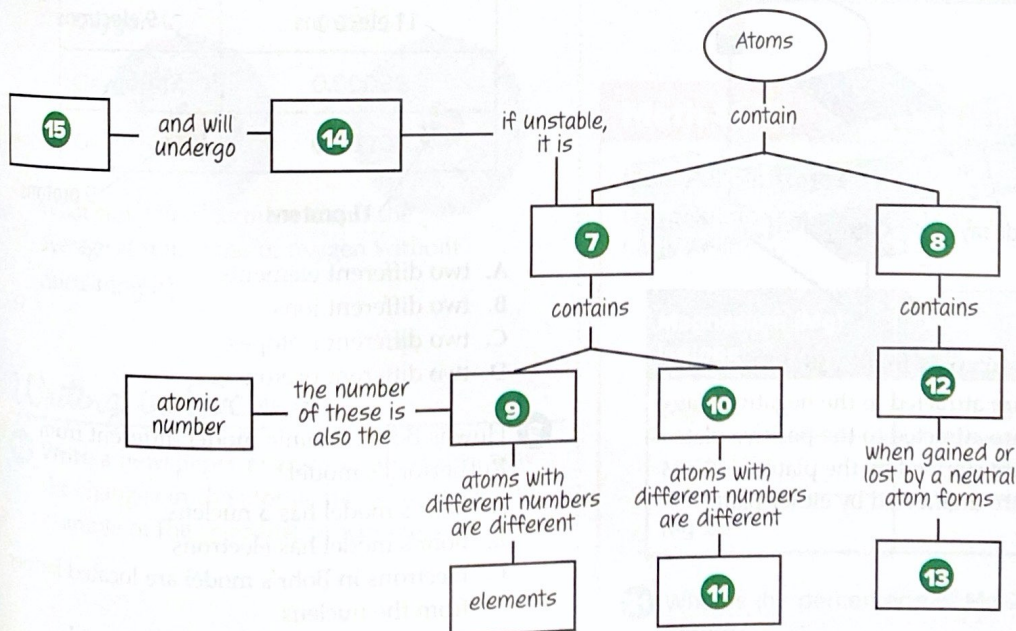 Atoms
contain
if unstable,
it is
14
and will
undergo
15
7
8
contains
contains
atomic
number
the number
of these is
also the
9
10
12
atoms with
different numbers
are different
atoms with
different numbers
are different
when gained or
lost by a neutral
atom forms
elements
11
13